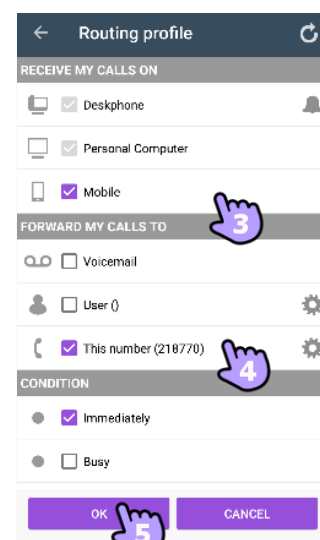 Routing profile
RECEIVE MY CALLS ON
Deskphone
Personal Computer
Mobile
3
FORWARD MY CALLS TO
Voicemail
User ()
This number (218770)
4
CONDITION
Immediately
Busy
OK
5
CANCEL